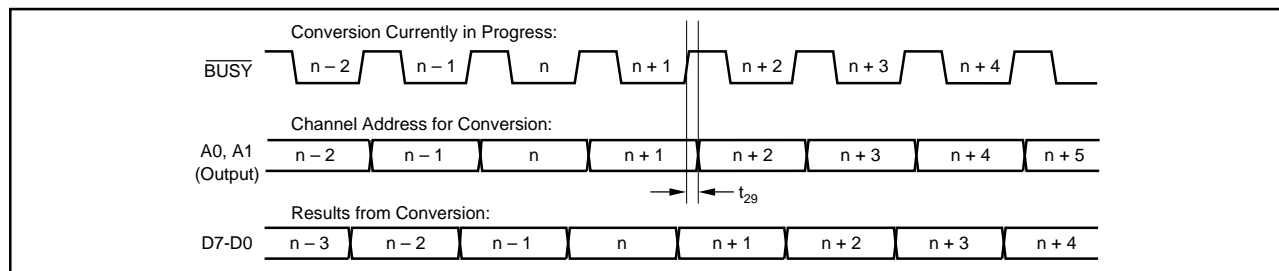 Conversion Currently in Progress:
BUSY n – 2 n – 1 n n + 1 n + 2 n + 3 n + 4
Channel Address for Conversion:
A0, A1
(Output)
n – 2 n – 1 n n + 1 n + 2 n + 3 n + 4 n + 5
t29
Results from Conversion:
D7-D0 n – 3 n – 2 n – 1 n n + 1 n + 2 n + 3 n + 4